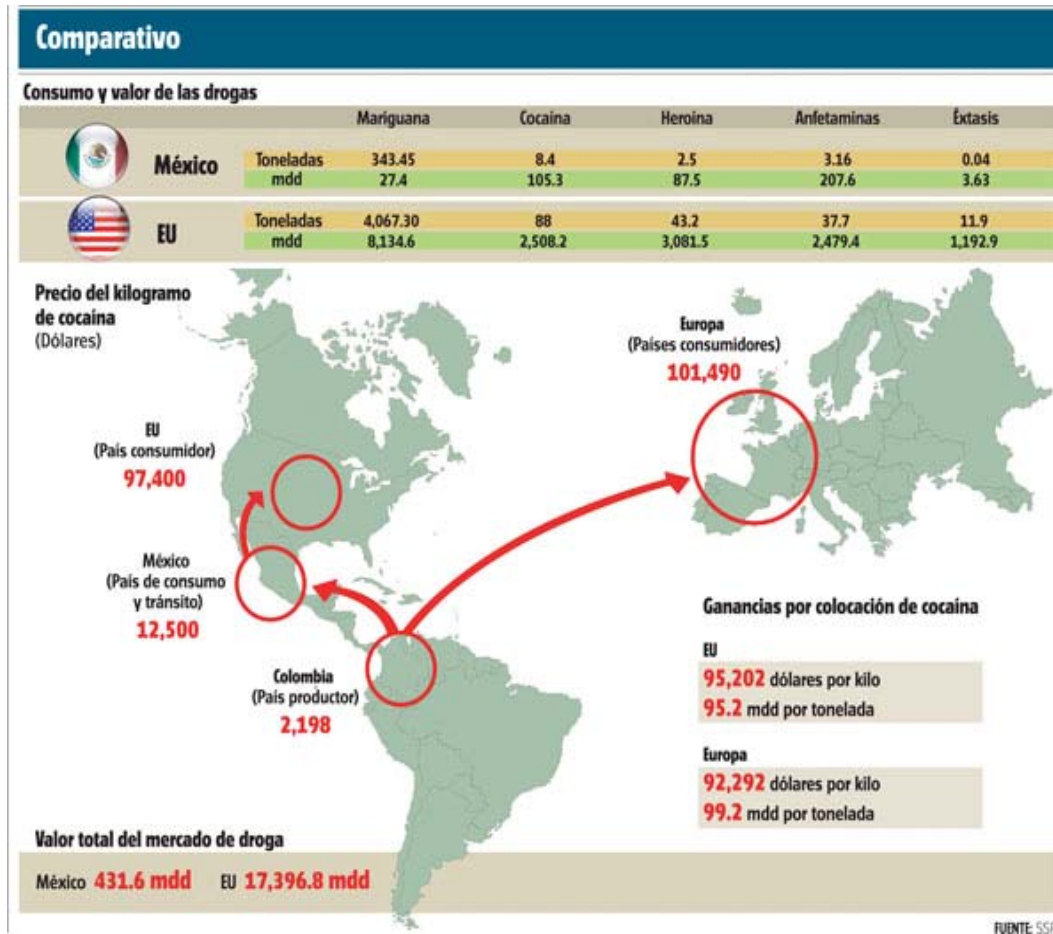 Comparativo
Consumo y valor de las drogas
Mariguana Cocaina Heroina Anfetaminas Éxtasis
México Toneladas 343.45 8.4 2.5 3.16 0.04
mdd 27.4 105.3 87.5 207.6 3.63
EU Toneladas 4,067.30 88 43.2 37.7 11.9
mdd 8,134.6 2,508.2 3,081.5 2,479.4 1,192.9
Precio del kilogramo
de cocaína
(Dólares)
Europa
(Países consumidores)
101,490
EU
(País consumidor)
97,400
México
(País de consumo
y tránsito)
12,500
Colombia
(País productor)
2,198
Ganancias por colocación de cocaína
EU
95,202 dólares por kilo
95.2 mdd por tonelada
Europa
92,292 dólares por kilo
99.2 mdd por tonelada
Valor total del mercado de droga
México 431.6 mdd EU 17,396.8 mdd
FUENTE: